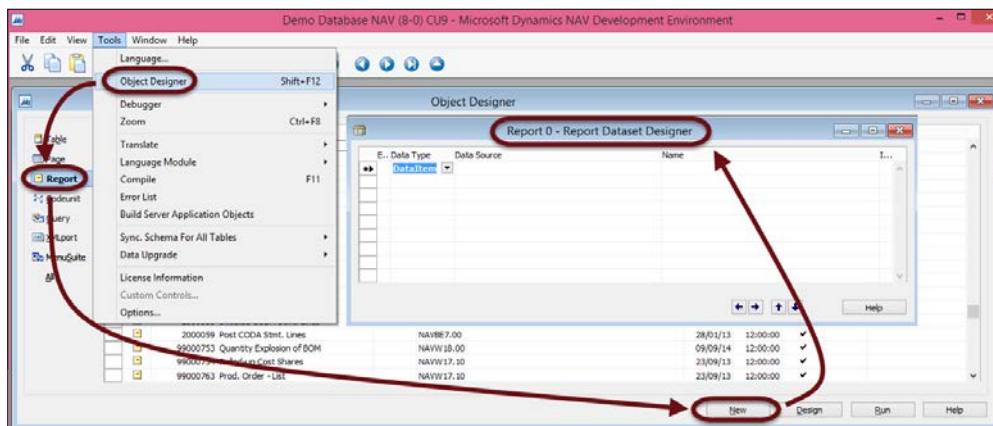 Demo Database NAV (8-0) CU9 - Microsoft Dynamics NAV Development Environment
File Edit View Tools Window Help
Language...
Object Designer Shift+F12
Debugger
Zoom Ctrl+F8
Translate
Language Module
Compile F11
Error List
Build Server Application Objects
Sync. Schema For All Tables
Data Upgrade
License Information
Custom Controls...
Options...
Object Designer
Table
Page
Report
Codeunit
Query
XMLport
MenuSuite
All
Report 0 - Report Dataset Designer
E... Data Type Data Source Name I...
DataItem
Help
2000059 Post CODA Stmt. Lines NAVBE7.00 28/01/13 12:00:00
99000753 Quantity Explosion of BOM NAVW18.00 09/09/14 12:00:00
Cost Shares NAVW17.10 23/09/13 12:00:00
99000763 Prod. Order - List NAVW17.10 23/09/13 12:00:00
New Design Run Help